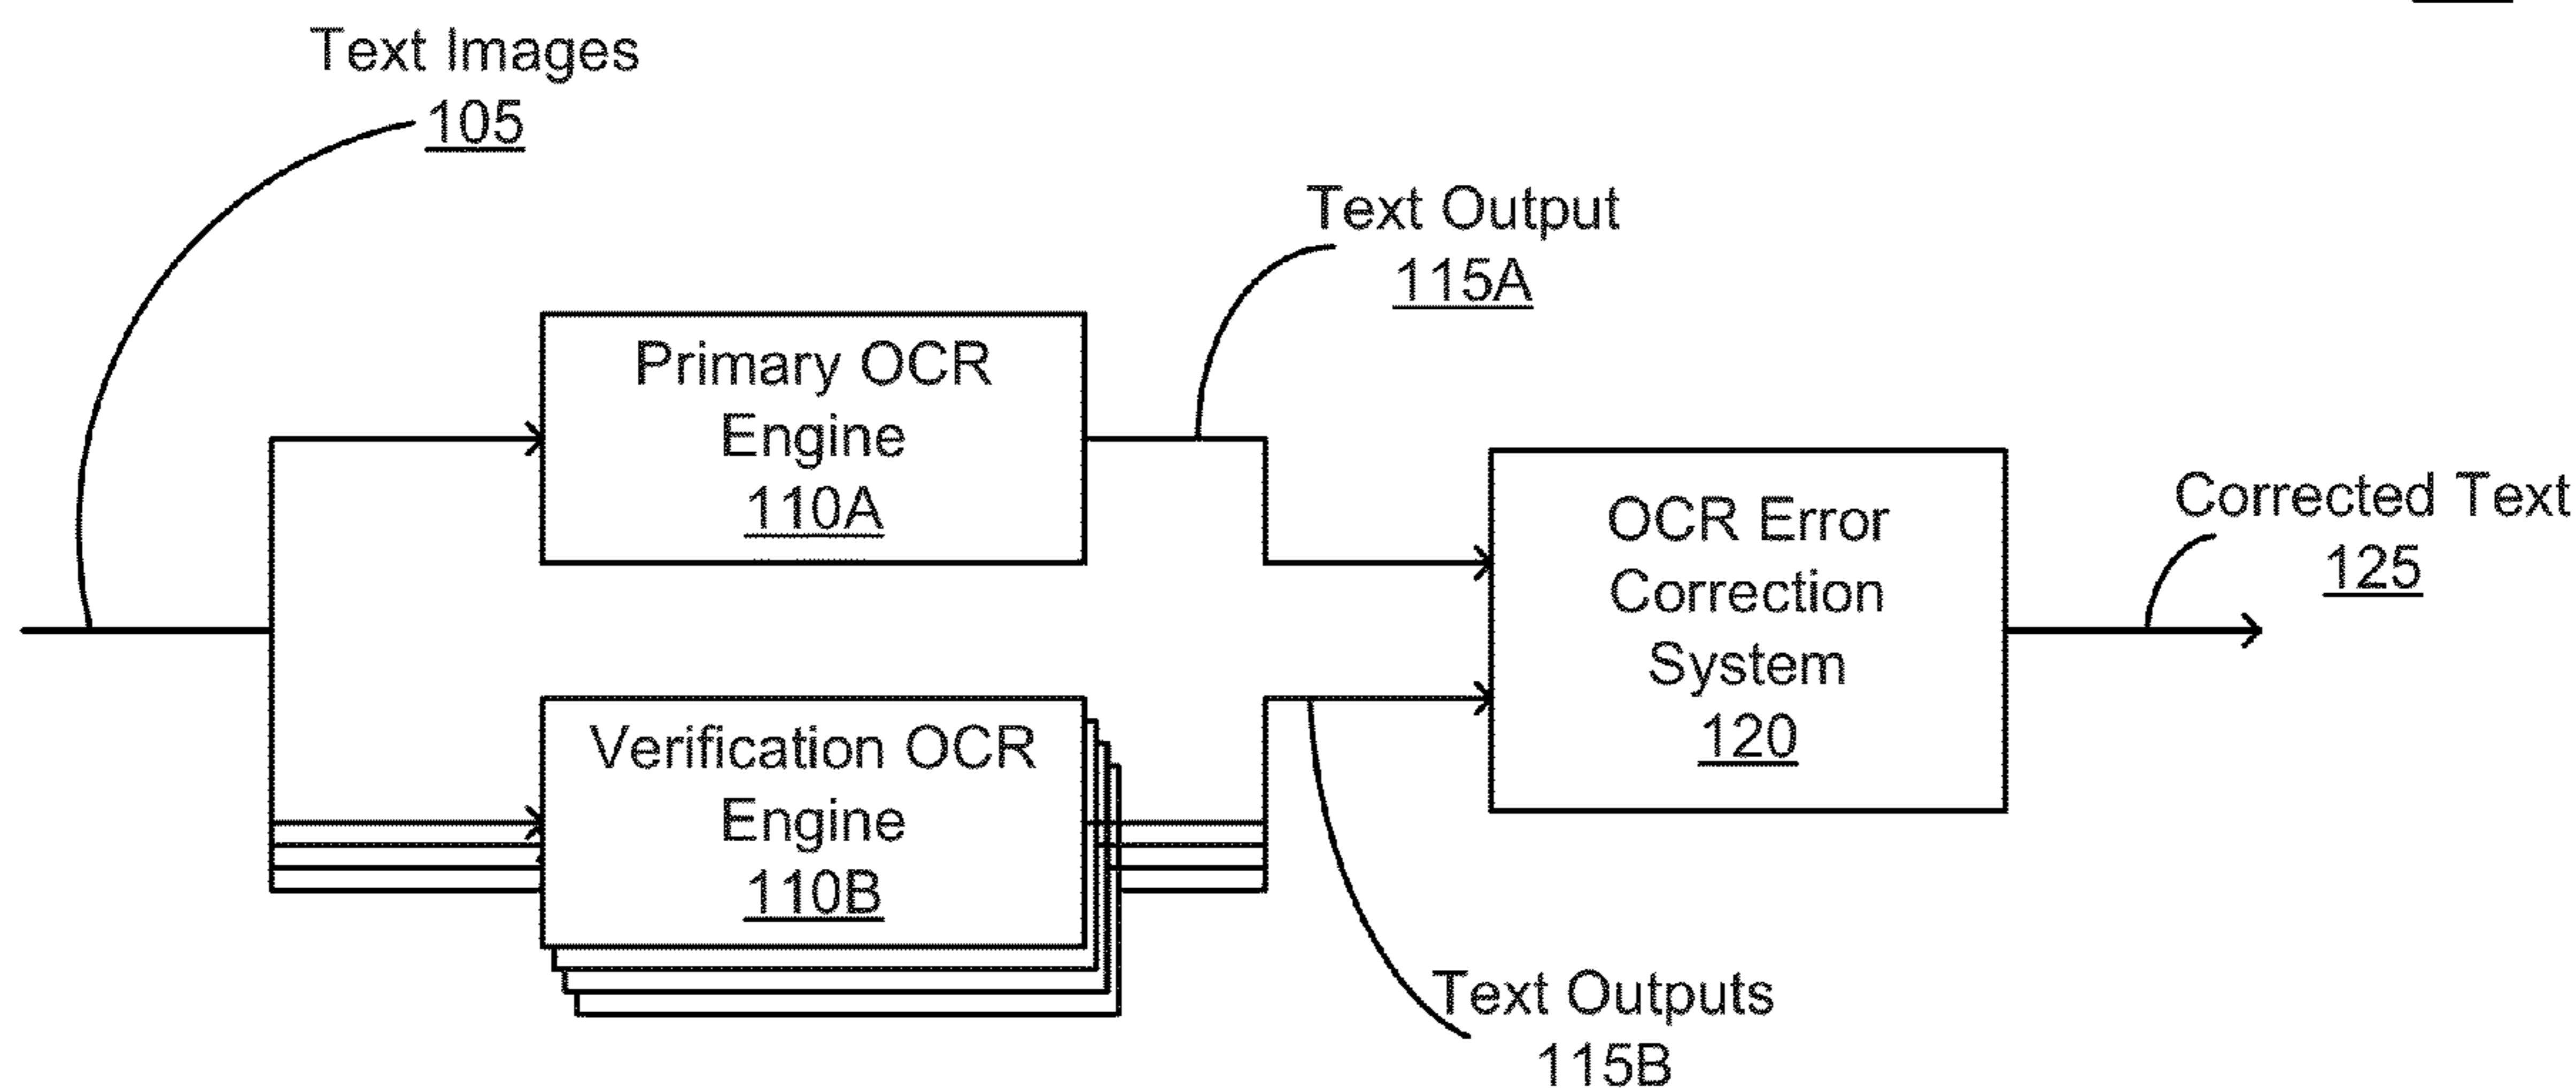 Text Images
105
Text Output
115A
Primary OCR
Engine
110A
OCR Error
Correction
System
120
Corrected Text
125
Verification OCR
Engine
110B
Text Outputs
115B